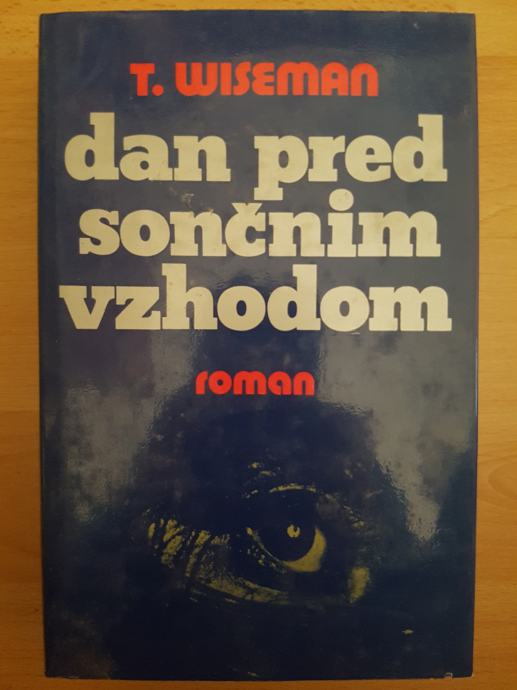 T. WISEMAN
dan pred
sončnim
vzhodom
roman